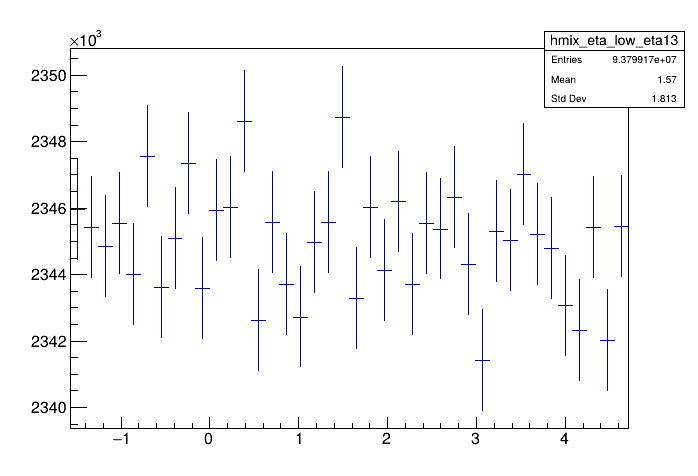 ×10³
hmix_eta_low_eta13
Entries 9.379917e+07
Mean 1.57
Std Dev 1.813
2350
2348
2346
2344
2342
2340
−1 0 1 2 3 4